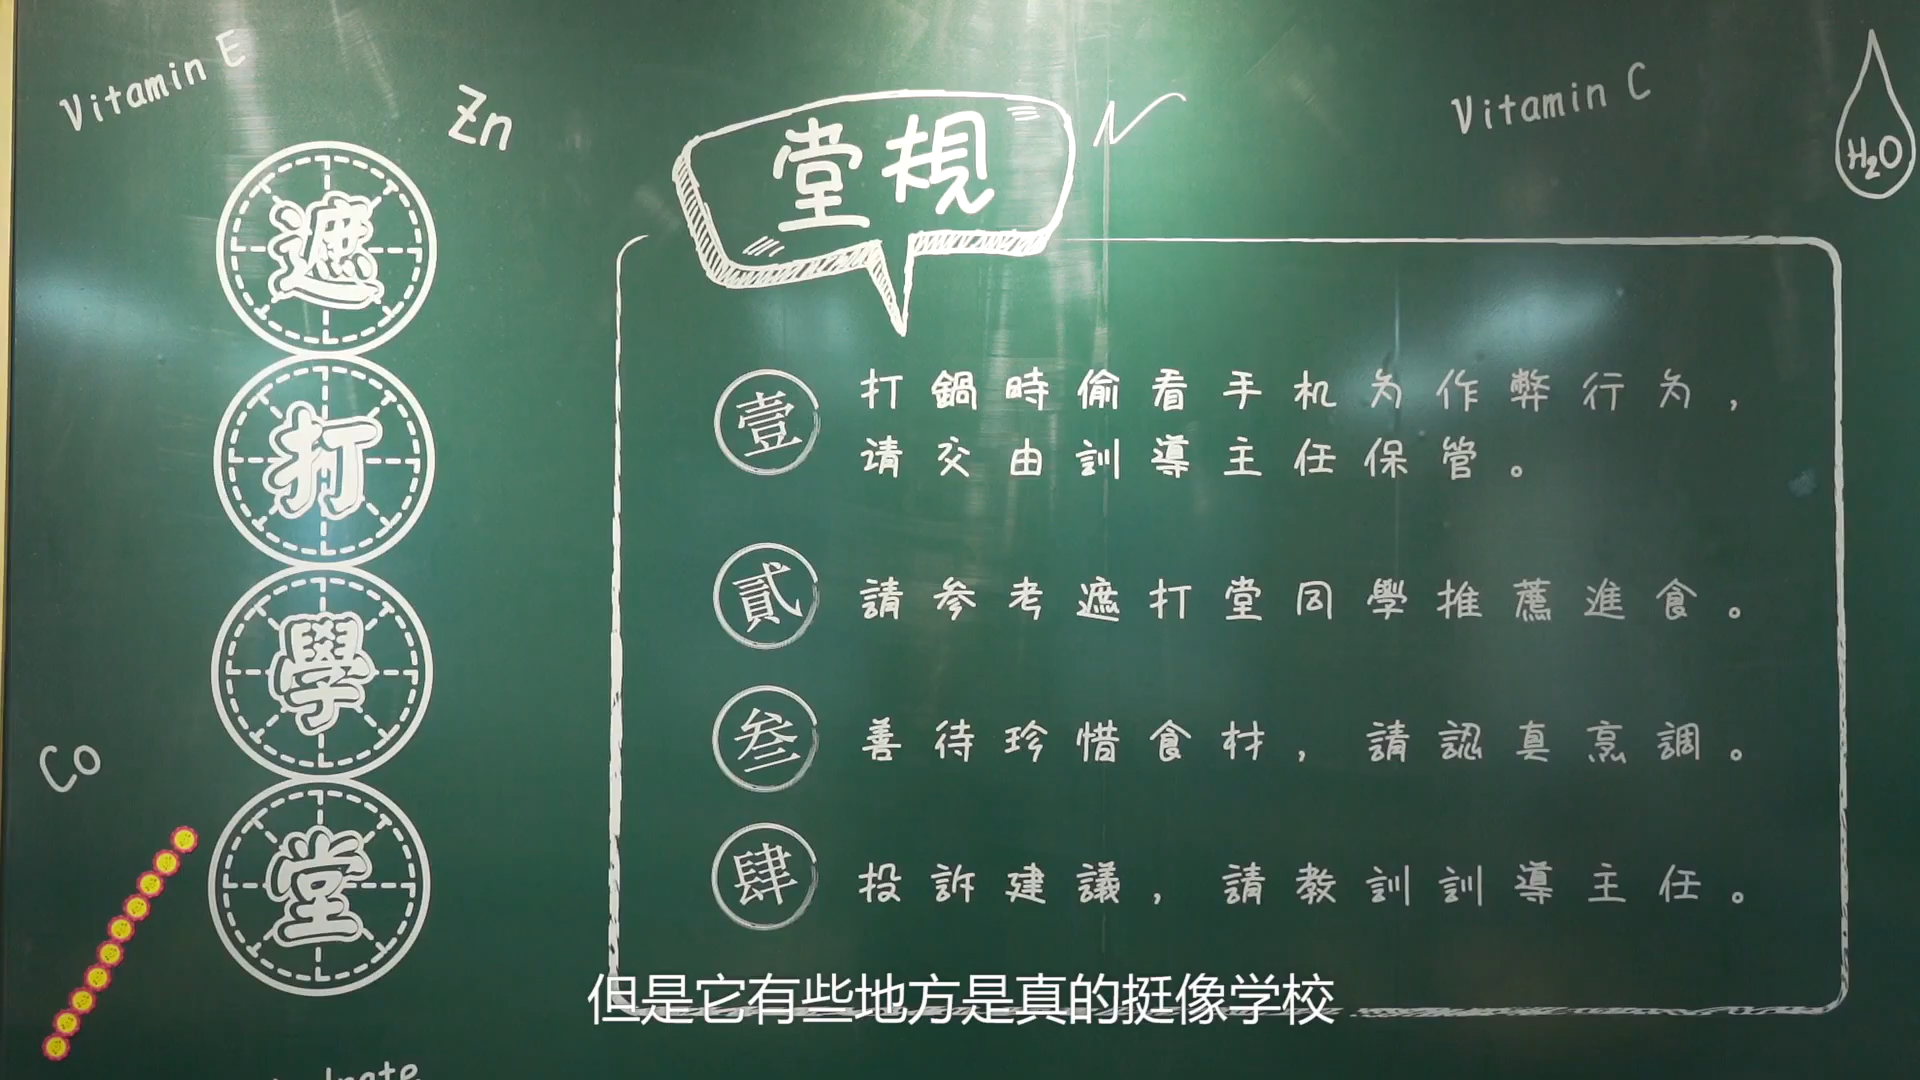 Vitamin E
Zn
Vitamin C
H₂O
遮
打
學
堂
堂規
壹
打鍋時偷看手机为作弊行为，
请交由訓導主任保管。
貳
請参考遮打堂同學推薦進食。
叁
善待珍惜食材，請認真烹調。
肆
投訴建議，請教訓訓導主任。
Co
但是它有些地方是真的挺像学校